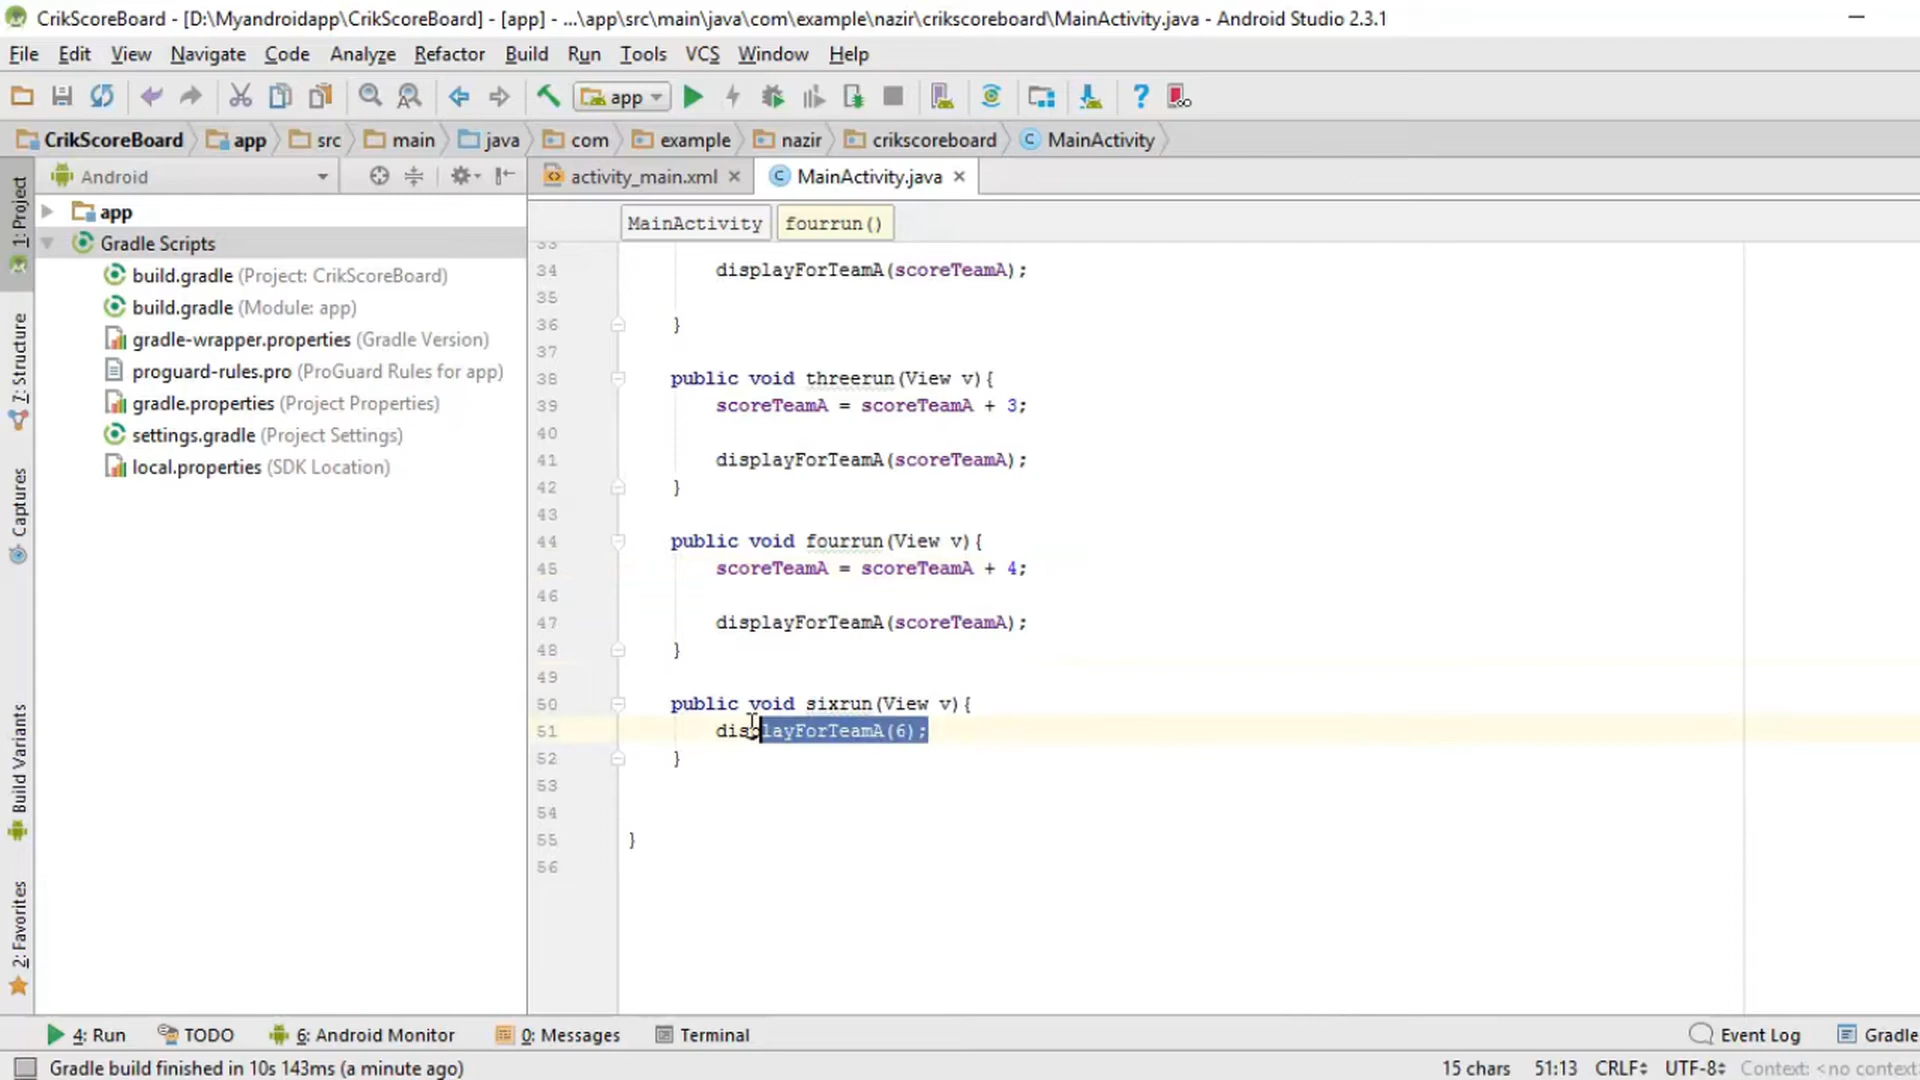 CrikScoreBoard - [D:\Myandroidapp\CrikScoreBoard] - [app] - ...\app\src\main\java\com\example\nazir\crikscoreboard\MainActivity.java - Android Studio 2.3.1
File Edit View Navigate Code Analyze Refactor Build Run Tools VCS Window Help
app
CrikScoreBoard app src main java com example nazir crikscoreboard MainActivity
Android
activity_main.xml MainActivity.java
1: Project
7: Structure
Captures
Build Variants
2: Favorites
app
Gradle Scripts
build.gradle (Project: CrikScoreBoard)
build.gradle (Module: app)
gradle-wrapper.properties (Gradle Version)
proguard-rules.pro (ProGuard Rules for app)
gradle.properties (Project Properties)
settings.gradle (Project Settings)
local.properties (SDK Location)
MainActivity fourrun()
33
34 displayForTeamA(scoreTeamA);
35
36 }
37
38 public void threerun(View v){
39 scoreTeamA = scoreTeamA + 3;
40
41 displayForTeamA(scoreTeamA);
42 }
43
44 public void fourrun(View v){
45 scoreTeamA = scoreTeamA + 4;
46
47 displayForTeamA(scoreTeamA);
48 }
49
50 public void sixrun(View v){
51 displayForTeamA(6);
52 }
53
54
55 }
56
4: Run TODO 6: Android Monitor 0: Messages Terminal Event Log Gradle
Gradle build finished in 10s 143ms (a minute ago) 15 chars 51:13 CRLF UTF-8 Context: <no context